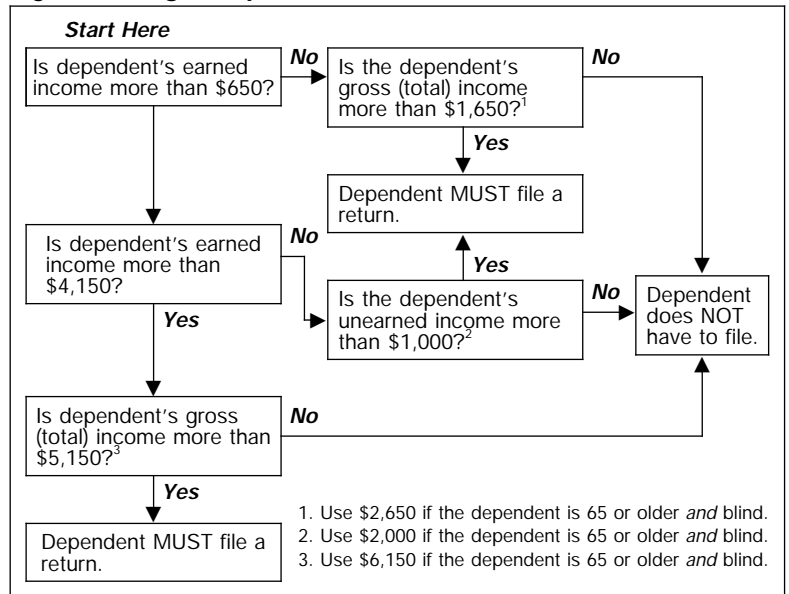 Start Here
Is dependent's earned
income more than $650?
No
Is the dependent's
gross (total) income
more than $1,650?1
No
Yes
Dependent MUST file a
return.
Is dependent's earned
income more than
$4,150?
No
Yes
Is the dependent's
unearned income more
than $1,000?2
No
Dependent
does NOT
have to file.
Yes
Is dependent's gross
(total) income more than
$5,150?3
No
Yes
Dependent MUST file a
return.
1. Use $2,650 if the dependent is 65 or older and blind.
2. Use $2,000 if the dependent is 65 or older and blind.
3. Use $6,150 if the dependent is 65 or older and blind.